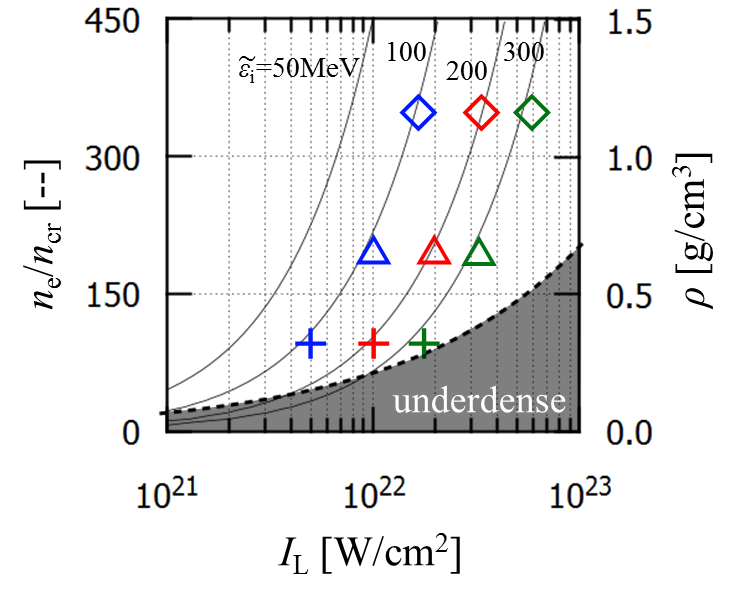 450
300
150
0
nₑ/n_cr [--]
ε̃ᵢ=50MeV
100
200
300
1.5
1.0
0.5
0.0
ρ [g/cm³]
underdense
10²¹
10²²
10²³
I_L [W/cm²]